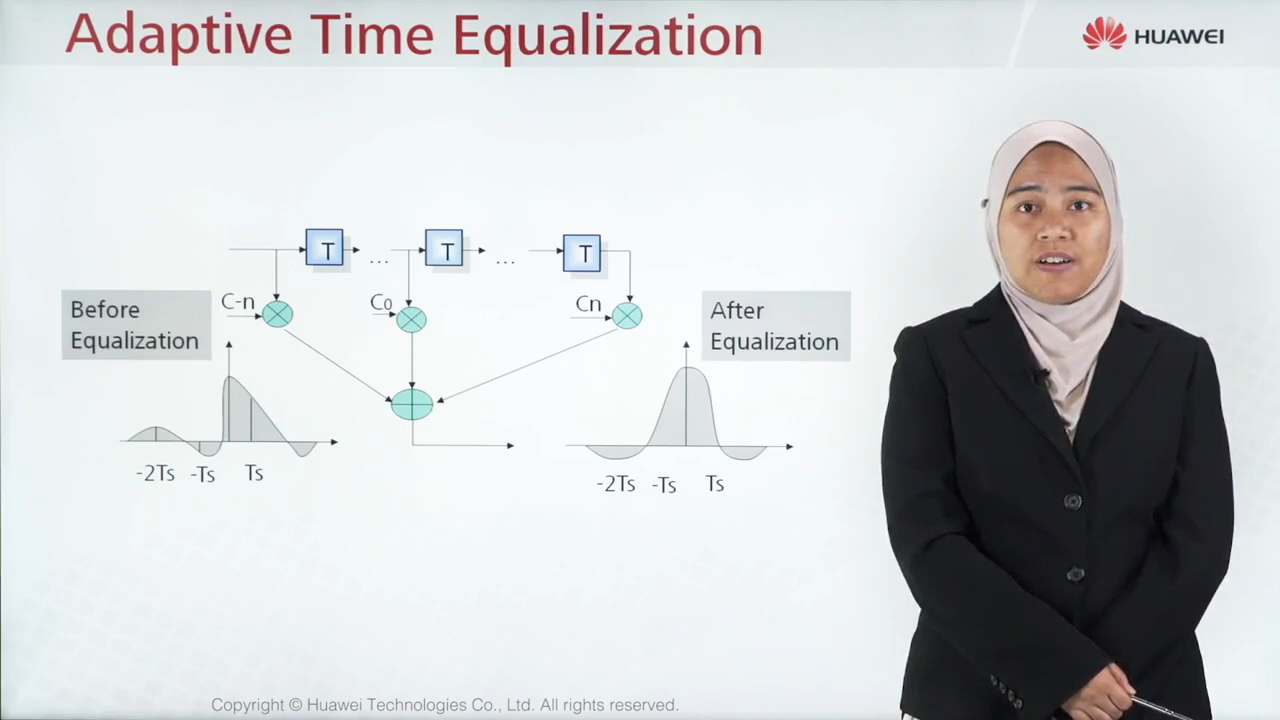 Adaptive Time Equalization
HUAWEI
T
...
T
...
T
C-n
C0
Cn
Before
Equalization
After
Equalization
-2Ts -Ts Ts
-2Ts -Ts Ts
Copyright © Huawei Technologies Co., Ltd. All rights reserved.